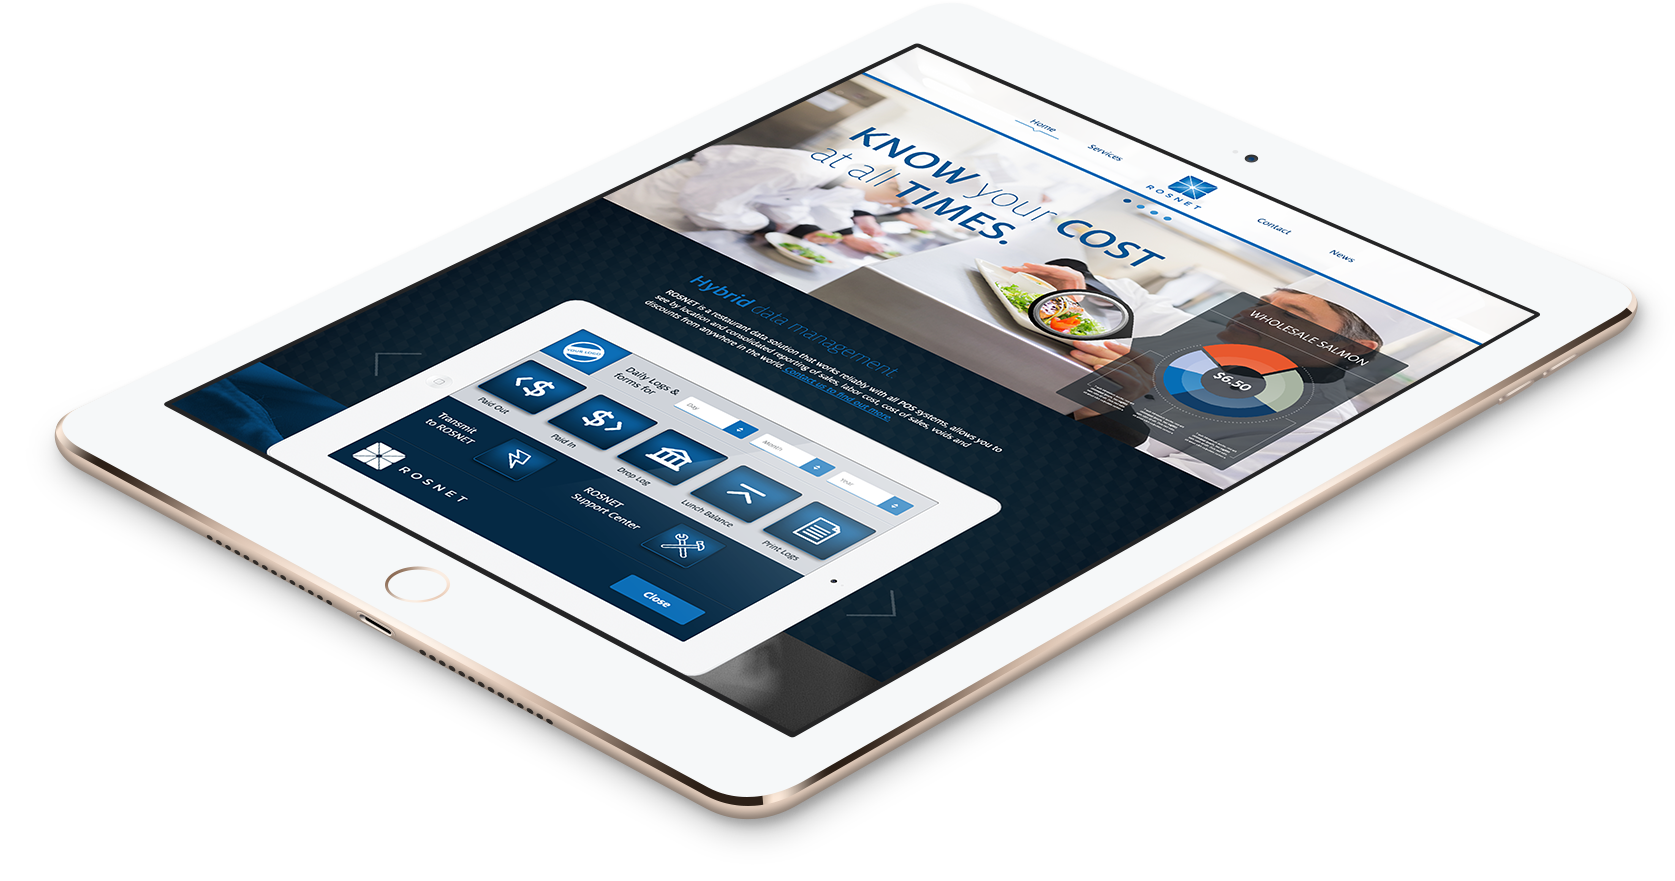 Home
Services
ROSNET
Contact
News
KNOW your COST
at all TIMES.
WHOLESALE SALMON
$6.50
Hybrid data management
ROSNET is a restaurant data solution that works reliably with all POS systems, allows you to
see by location and consolidated reporting of sales, labor cost, cost of sales, voids and
discounts from anywhere in the world. Contact us to find out more.
YOUR LOGO
Daily Logs &
forms for
Day
Month
Year
Paid Out
Paid In
Drop Log
Lunch Balance
Print Logs
Transmit
to ROSNET
ROSNET
Support Center
ROSNET
Close